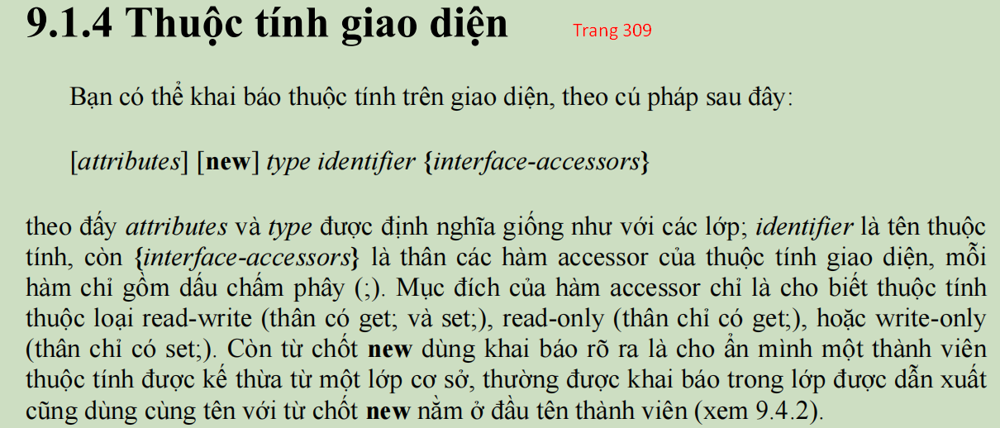 9.1.4 Thuộc tính giao diện Trang 309
Bạn có thể khai báo thuộc tính trên giao diện, theo cú pháp sau đây:
[attributes] [new] type identifier {interface-accessors}
theo đấy attributes và type được định nghĩa giống như với các lớp; identifier là tên thuộc
tính, còn {interface-accessors} là thân các hàm accessor của thuộc tính giao diện, mỗi
hàm chỉ gồm dấu chấm phây (;). Mục đích của hàm accessor chỉ là cho biết thuộc tính
thuộc loại read-write (thân có get; và set;), read-only (thân chỉ có get;), hoặc write-only
(thân chỉ có set;). Còn từ chốt new dùng khai báo rõ ra là cho ẩn mình một thành viên
thuộc tính được kế thừa từ một lớp cơ sở, thường được khai báo trong lớp được dẫn xuất
cũng dùng cùng tên với từ chốt new nằm ở đầu tên thành viên (xem 9.4.2).